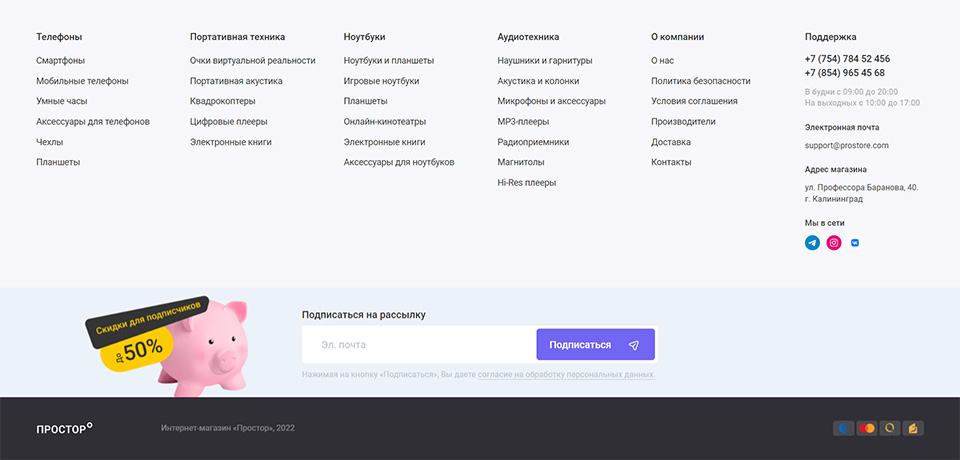 Телефоны
Смартфоны
Мобильные телефоны
Умные часы
Аксессуары для телефонов
Чехлы
Планшеты
Портативная техника
Очки виртуальной реальности
Портативная акустика
Квадрокоптеры
Цифровые плееры
Электронные книги
Ноутбуки
Ноутбуки и планшеты
Игровые ноутбуки
Планшеты
Онлайн-кинотеатры
Электронные книги
Аксессуары для ноутбуков
Аудиотехника
Наушники и гарнитуры
Акустика и колонки
Микрофоны и аксессуары
MP3-плееры
Радиоприемники
Магнитолы
Hi-Res плееры
О компании
О нас
Политика безопасности
Условия соглашения
Производители
Доставка
Контакты
Поддержка
+7 (754) 784 52 456
+7 (854) 965 45 68
В будни с 09:00 до 20:00
На выходных с 10:00 до 17:00
Электронная почта
support@prostore.com
Адрес магазина
ул. Профессора Баранова, 40.
г. Калининград
Мы в сети
Скидки для подписчиков
До 50%
Подписаться на рассылку
Эл. почта
Подписаться
Нажимая на кнопку «Подписаться», Вы даете согласие на обработку персональных данных.
ПРОСТОР
Интернет-магазин «Простор», 2022